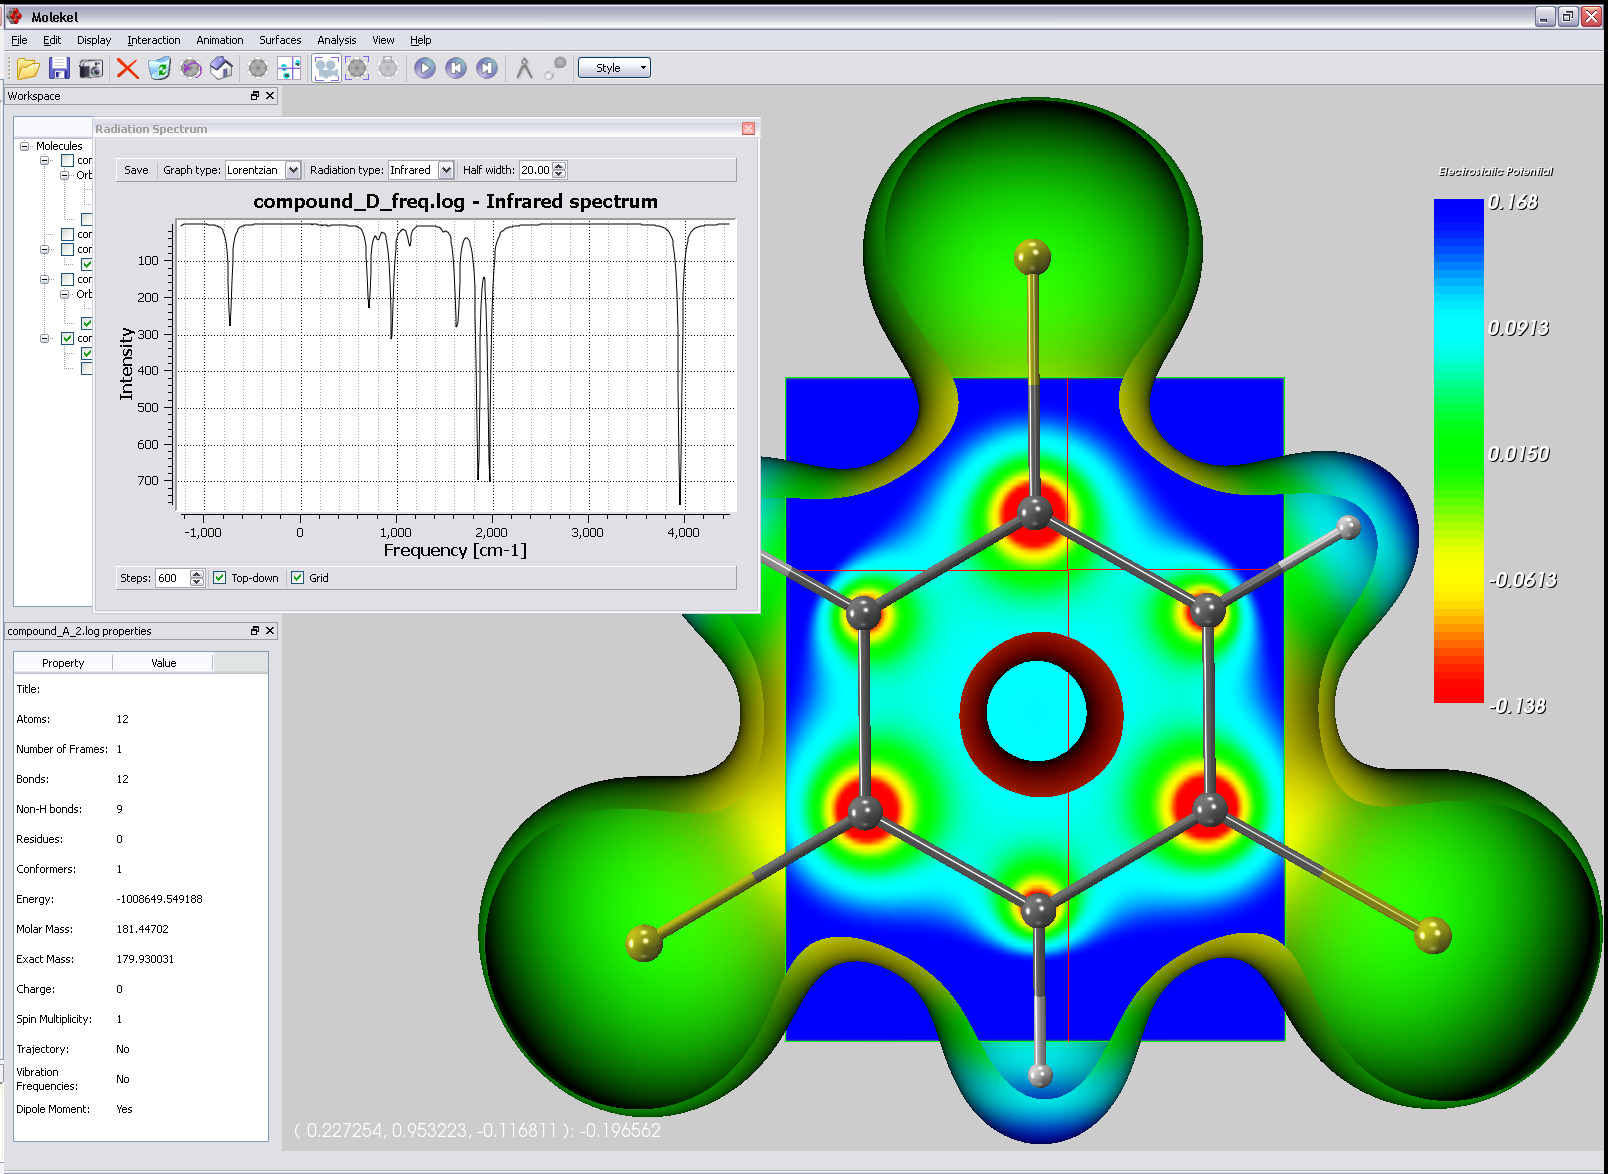 Molekel
File Edit Display Interaction Animation Surfaces Analysis View Help
Style
Workspace
Molecules
Orb
Orb
Radiation Spectrum
Save Graph type: Lorentzian Radiation type: Infrared Half width: 20.00
compound_D_freq.log - Infrared spectrum
100
200
300
400
500
600
700
Intensity
-1,000 0 1,000 2,000 3,000 4,000
Frequency [cm-1]
Steps: 600 Top-down Grid
compound_A_2.log properties
Property Value
Title:
Atoms: 12
Number of Frames: 1
Bonds: 12
Non-H bonds: 9
Residues: 0
Conformers: 1
Energy: -1008649.549188
Molar Mass: 181.44702
Exact Mass: 179.930031
Charge: 0
Spin Multiplicity: 1
Trajectory: No
Vibration
Frequencies: No
Dipole Moment: Yes
Electrostatic Potential
0.168
0.0913
0.0150
-0.0613
-0.138
( 0.227254, 0.953223, -0.116811 ): -0.196562